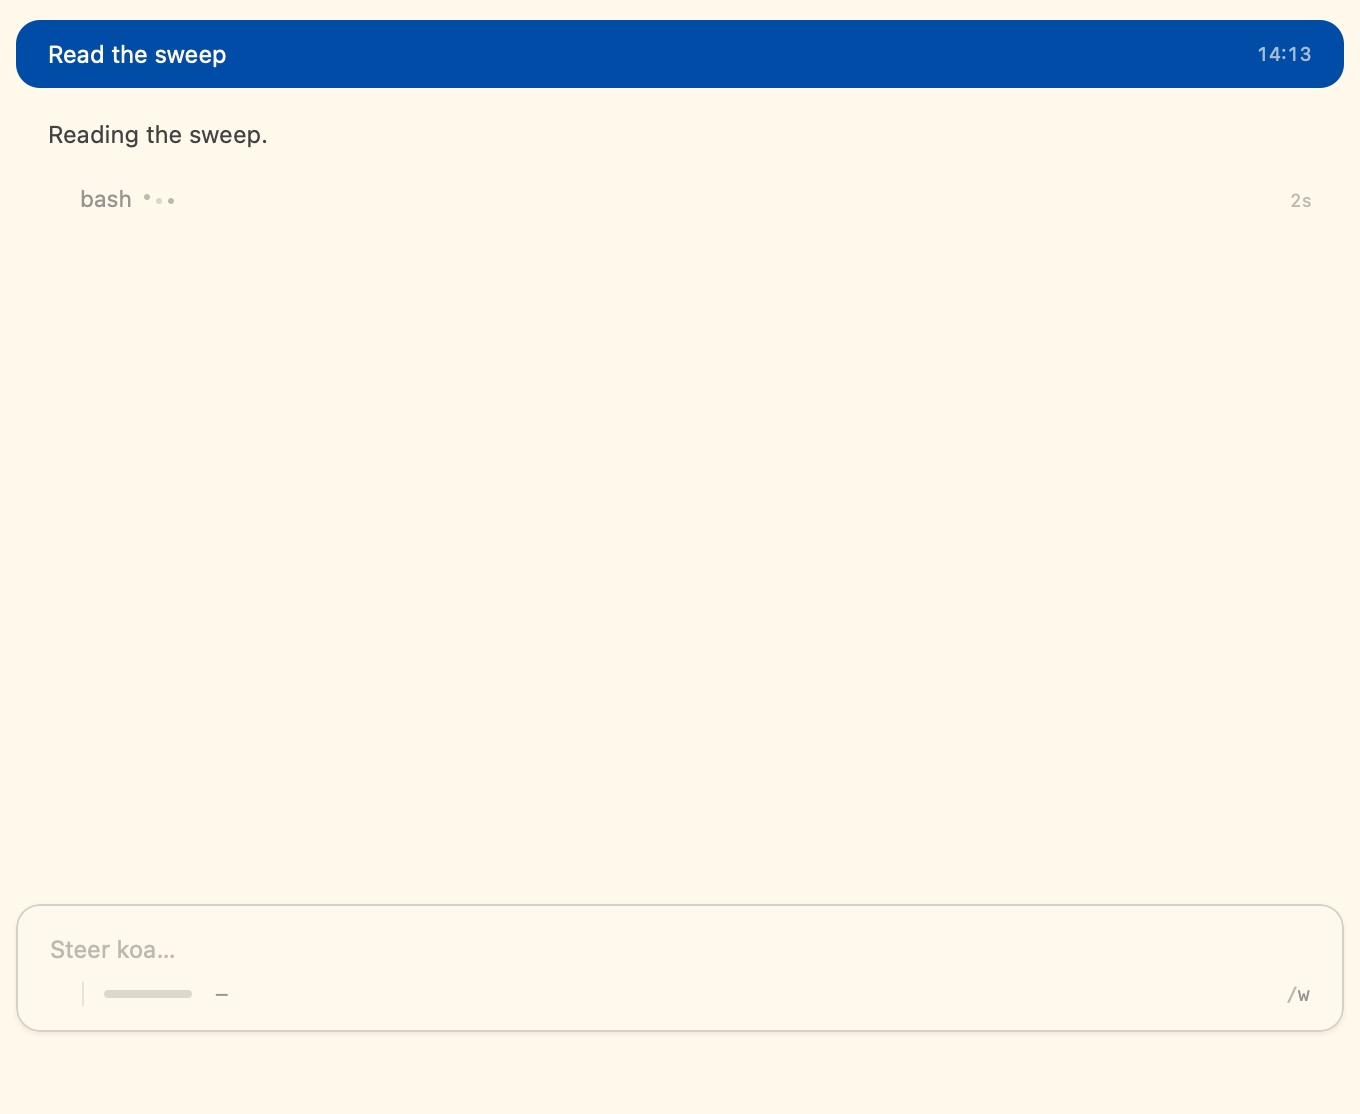 Read the sweep 14:13
Reading the sweep.
bash 2s
Steer koa...
– /w